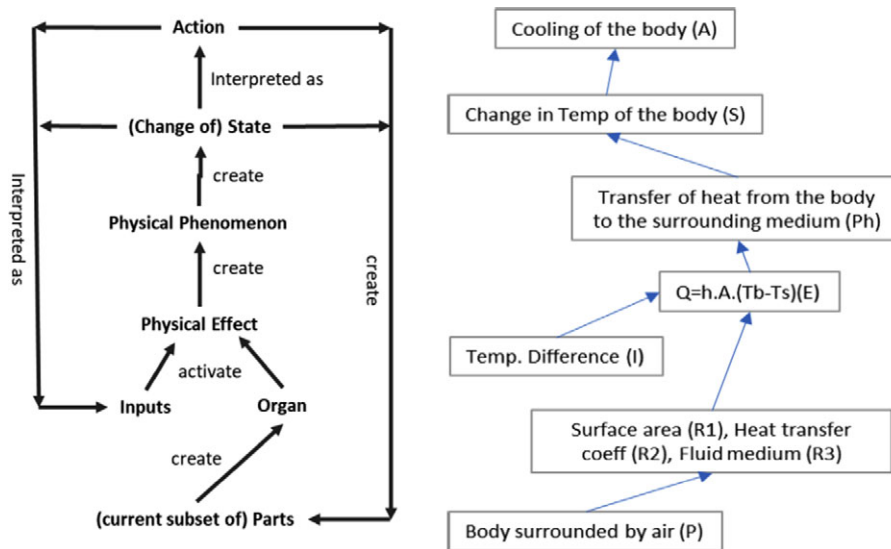 Action
Interpreted as
(Change of) State
create
Physical Phenomenon
create
Physical Effect
activate
Inputs
Organ
create
(current subset of) Parts
Interpreted as
create
Cooling of the body (A)
Change in Temp of the body (S)
Transfer of heat from the body
to the surrounding medium (Ph)
Q=h.A.(Tb-Ts)(E)
Temp. Difference (I)
Surface area (R1), Heat transfer
coeff (R2), Fluid medium (R3)
Body surrounded by air (P)